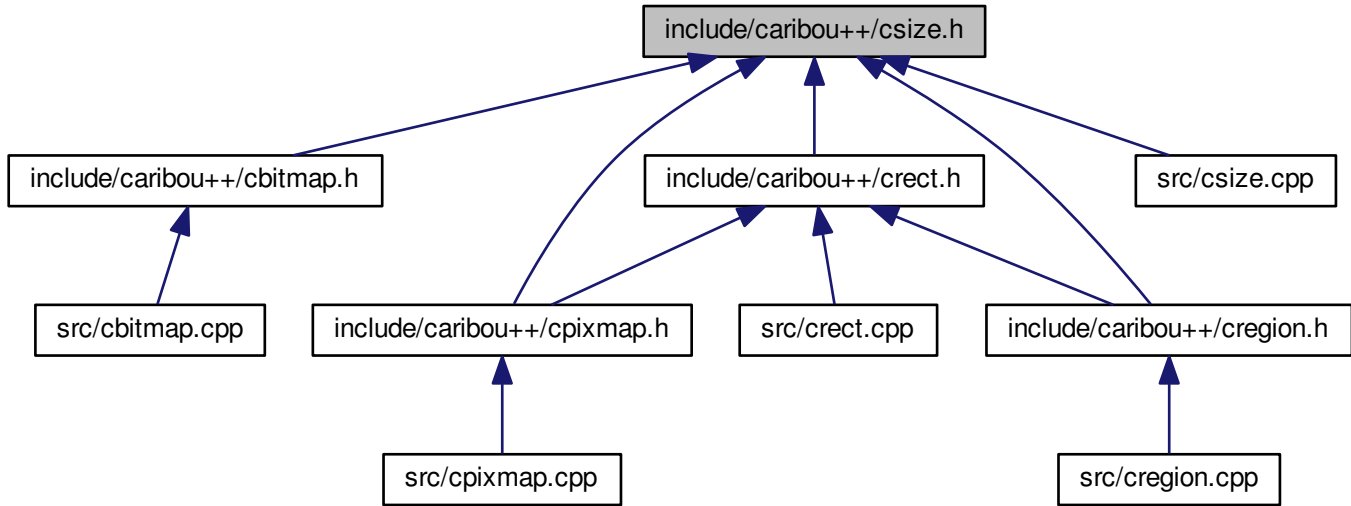 include/caribou++/csize.h
include/caribou++/cbitmap.h
include/caribou++/crect.h
src/csize.cpp
src/cbitmap.cpp
include/caribou++/cpixmap.h
src/crect.cpp
include/caribou++/cregion.h
src/cpixmap.cpp
src/cregion.cpp